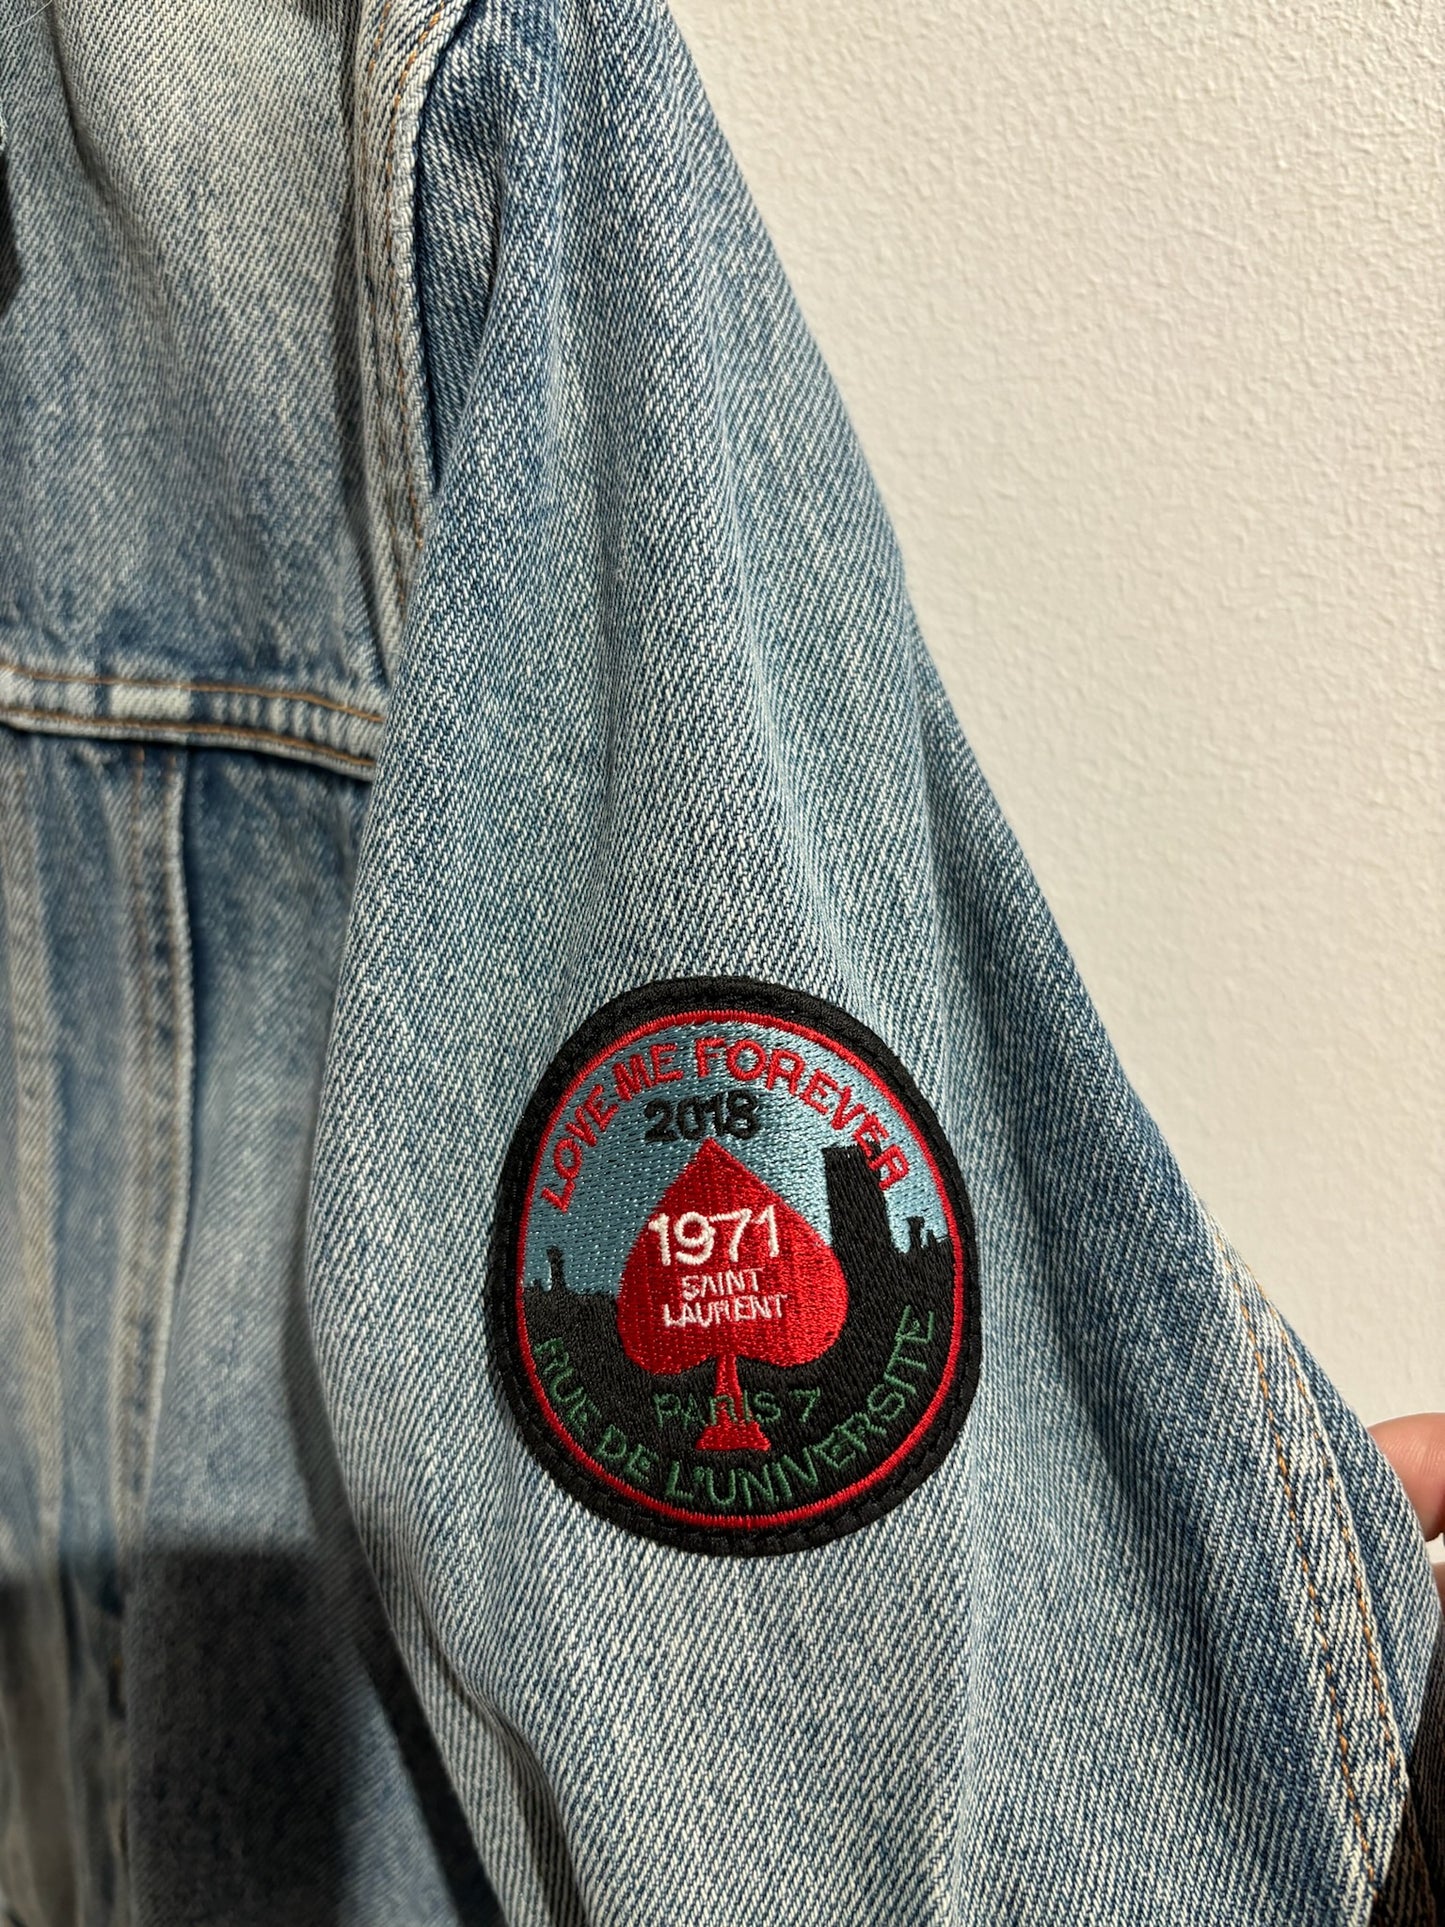 LOVE ME FOREVER
2018
1971
SAINT
LAURENT
PARIS 7
RUE DE L'UNIVERSITE